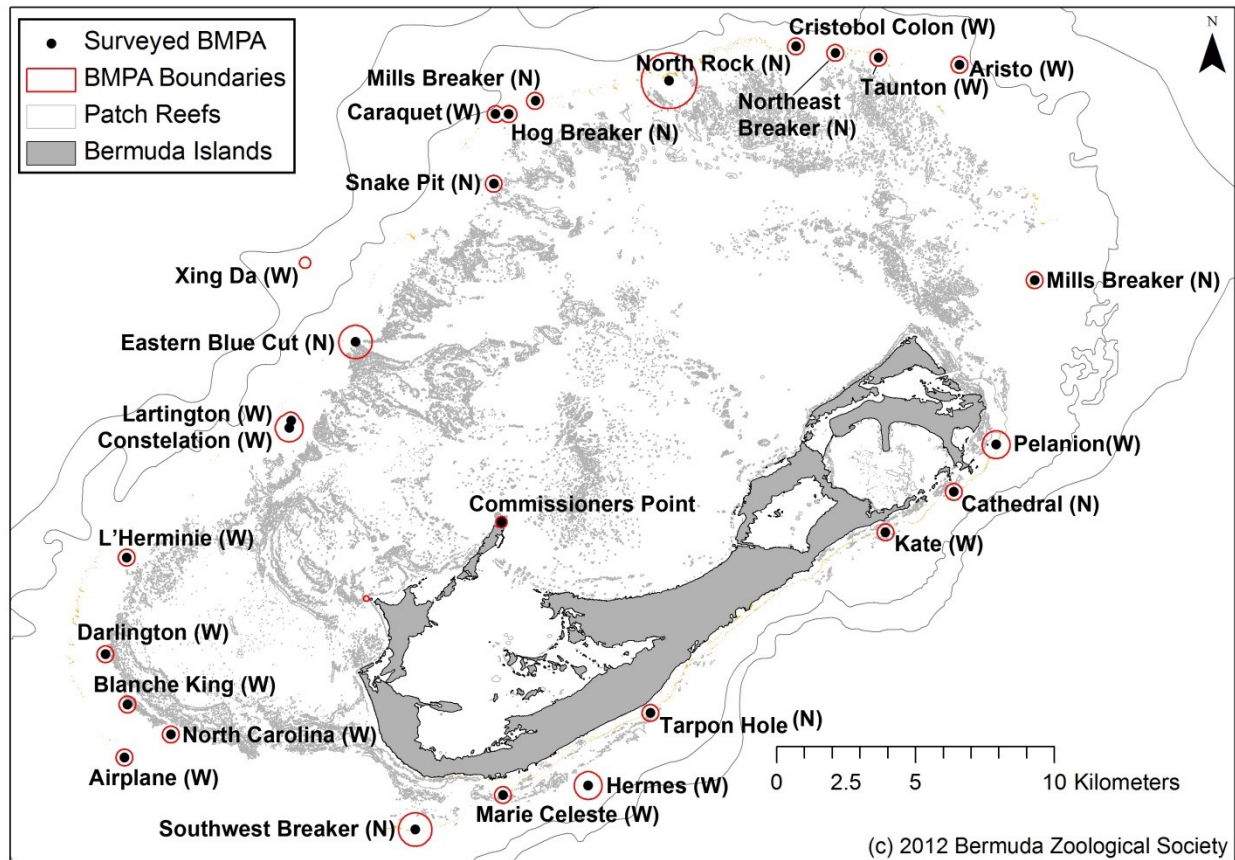 Surveyed BMPA
BMPA Boundaries
Patch Reefs
Bermuda Islands
N
Cristobol Colon (W)
North Rock (N)
Mills Breaker (N)
Aristo (W)
Taunton (W)
Northeast
Breaker (N)
Caraquet (W)
Hog Breaker (N)
Snake Pit (N)
Xing Da (W)
Mills Breaker (N)
Eastern Blue Cut (N)
Lartington (W)
Constelation (W)
Pelanion(W)
Cathedral (N)
Commissioners Point
Kate (W)
L'Herminie (W)
Darlington (W)
Blanche King (W)
North Carolina (W)
Airplane (W)
Tarpon Hole (N)
Hermes (W)
Marie Celeste (W)
Southwest Breaker (N)
0 2.5 5 10 Kilometers
(c) 2012 Bermuda Zoological Society